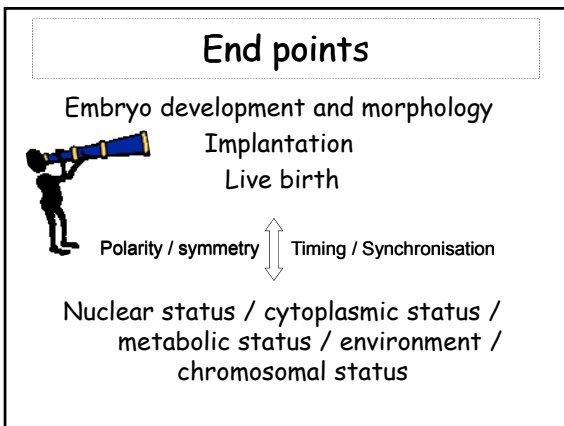 End points
Embryo development and morphology
Implantation
Live birth
Polarity / symmetry Timing / Synchronisation
Nuclear status / cytoplasmic status /
metabolic status / environment /
chromosomal status